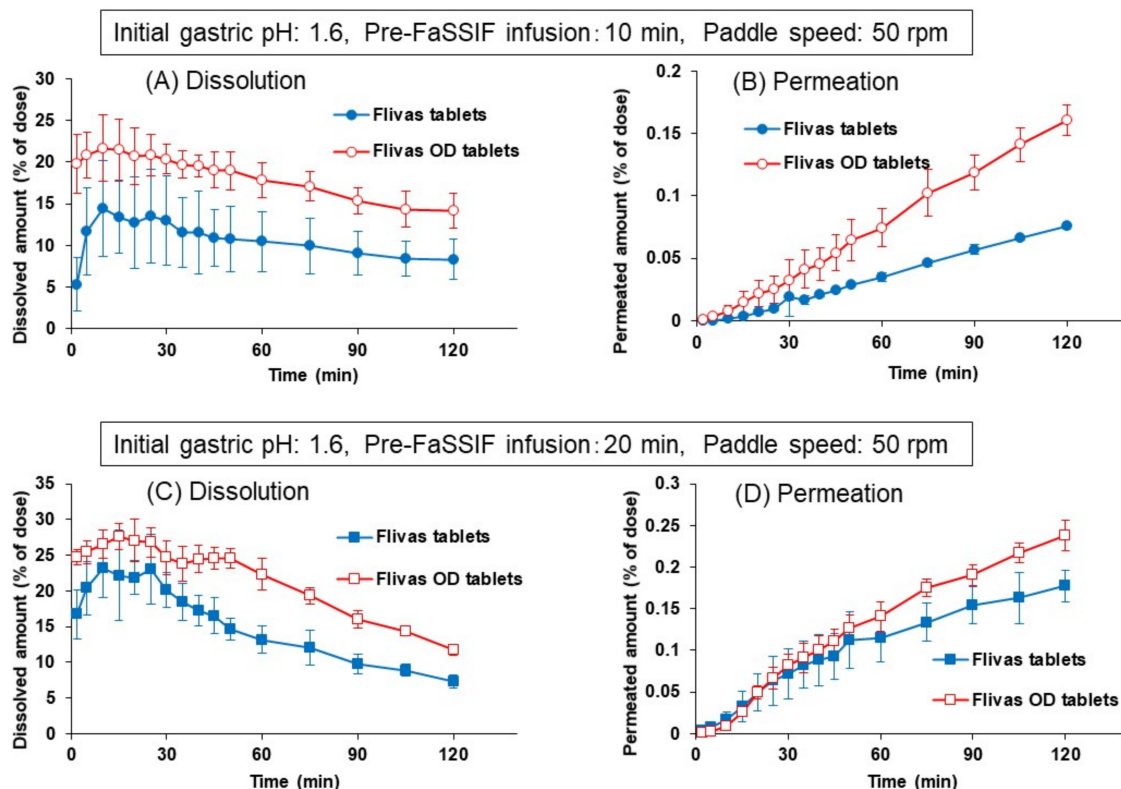 Initial gastric pH: 1.6, Pre-FaSSIF infusion: 10 min, Paddle speed: 50 rpm
(A) Dissolution
Flivas tablets
Flivas OD tablets
Dissolved amount (% of dose)
30
25
20
15
10
5
0
0 30 60 90 120
Time (min)
(B) Permeation
Flivas tablets
Flivas OD tablets
Permeated amount (% of dose)
0.2
0.15
0.1
0.05
0
0 30 60 90 120
Time (min)
Initial gastric pH: 1.6, Pre-FaSSIF infusion: 20 min, Paddle speed: 50 rpm
(C) Dissolution
Flivas tablets
Flivas OD tablets
Dissolved amount (% of dose)
35
30
25
20
15
10
5
0
0 30 60 90 120
Time (min)
(D) Permeation
Flivas tablets
Flivas OD tablets
Permeated amount (% of dose)
0.3
0.25
0.2
0.15
0.1
0.05
0
0 30 60 90 120
Time (min)